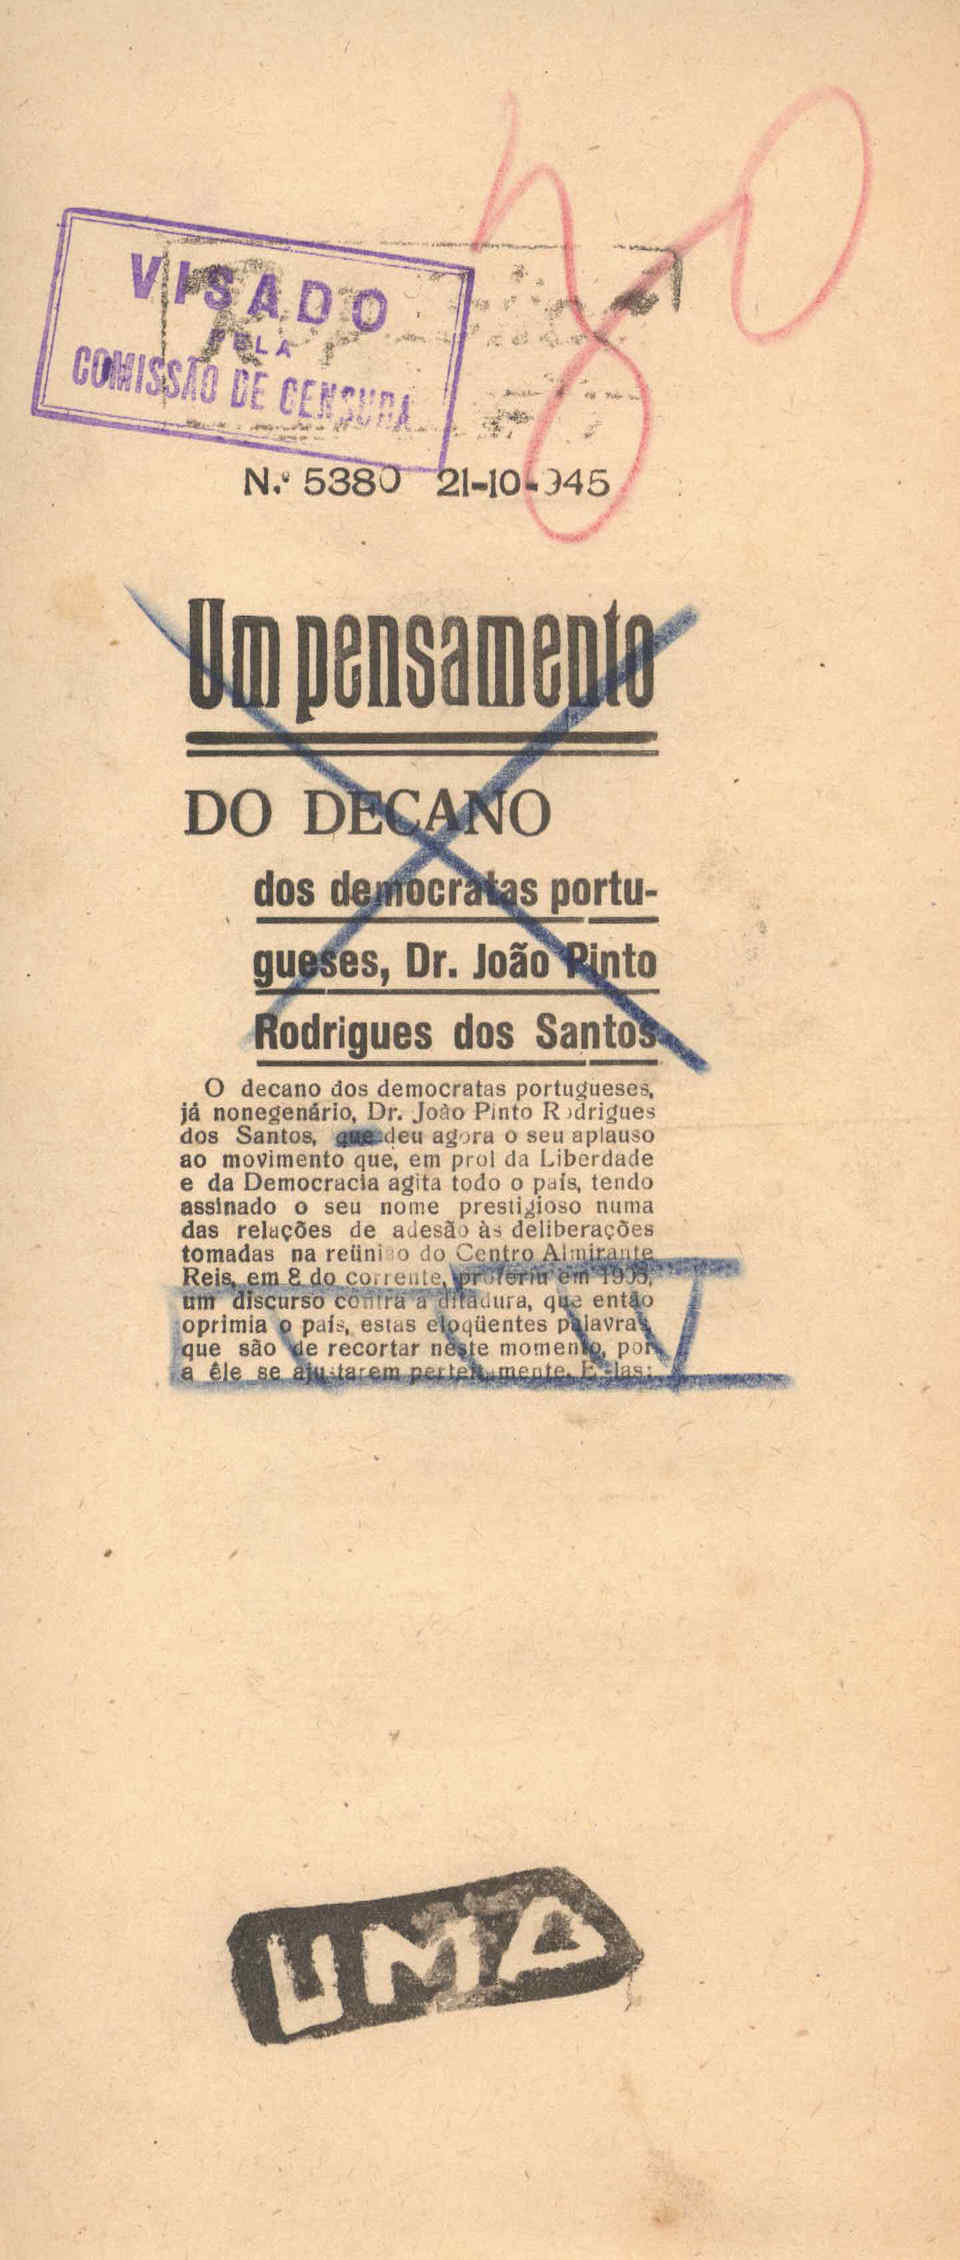 VISADO
PELA
COMISSÃO DE CENSURA
N.º 5380 21-10-945
Um pensamento
DO DECANO
dos democratas portu-
gueses, Dr. João Pinto
Rodrigues dos Santos
O decano dos democratas portugueses,
já nonegenário, Dr. João Pinto Rodrigues
dos Santos, que deu agora o seu aplauso
ao movimento que, em prol da Liberdade
e da Democracia agita todo o país, tendo
assinado o seu nome prestigioso numa
das relações de adesão às deliberações
tomadas na reünião do Centro Almirante
Reis, em 8 do corrente, proferiu em
um discurso contra a ditadura, que então
oprimia o país, estas eloqüentes palavras,
que são de recortar neste momento, por
a êle se ajustarem perfeitamente. Ei-las:
UMA